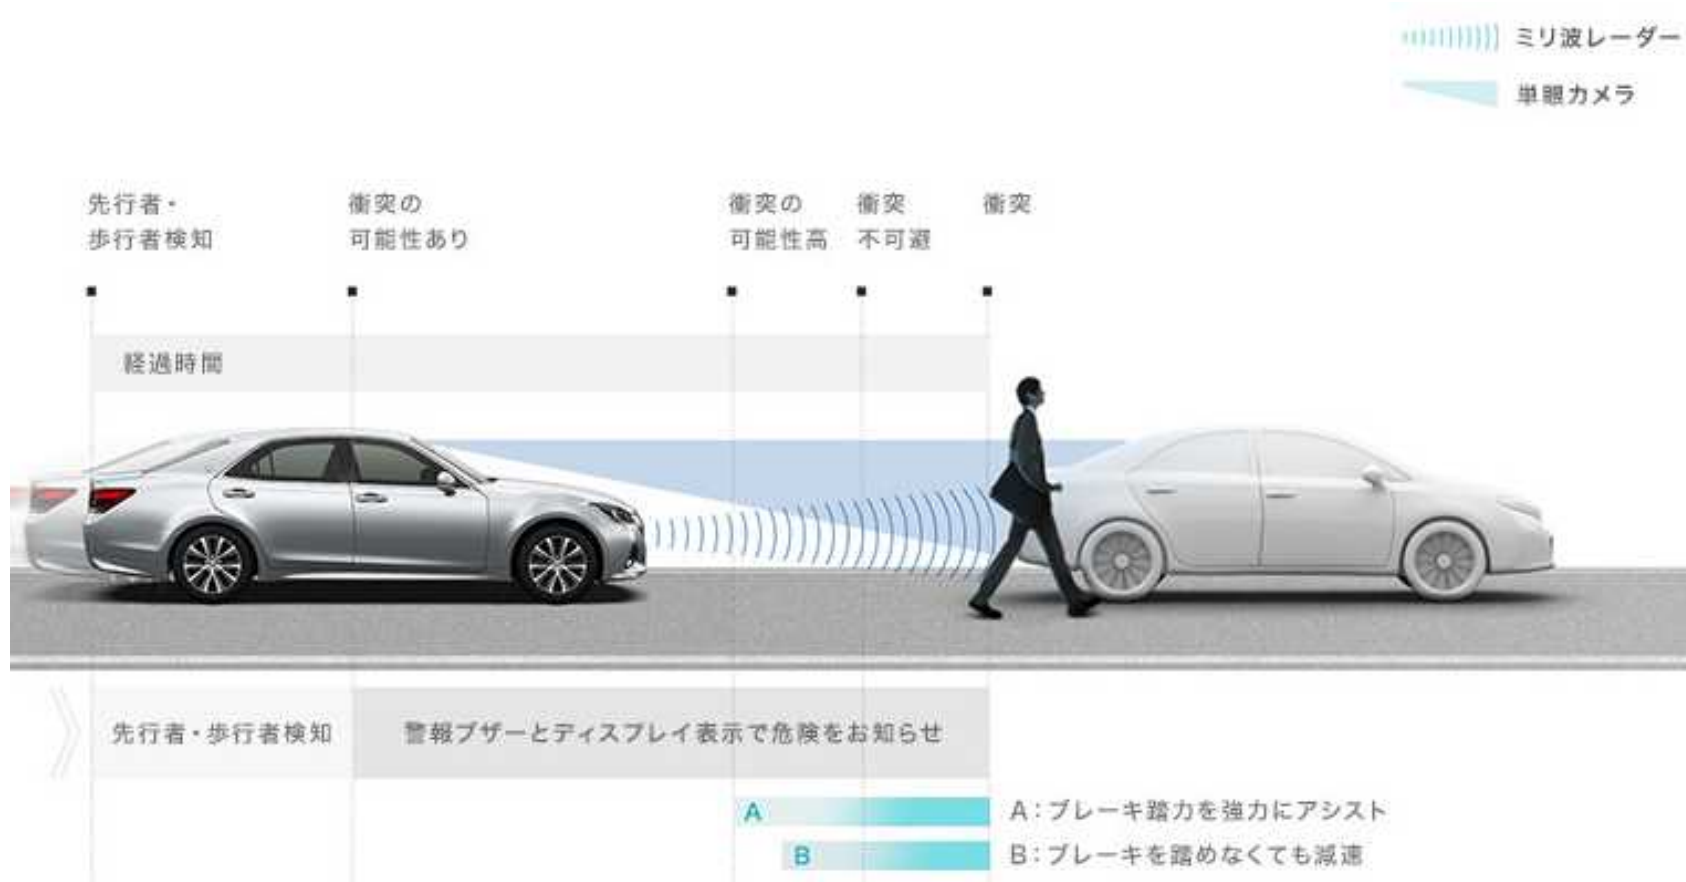 ミリ波レーダー
単眼カメラ
先行者・
歩行者検知
衝突の
可能性あり
衝突の
可能性高
衝突
不可避
衝突
経過時間
先行者・歩行者検知
警報ブザーとディスプレイ表示で危険をお知らせ
A
A:ブレーキ踏力を強力にアシスト
B
B:ブレーキを踏めなくても減速